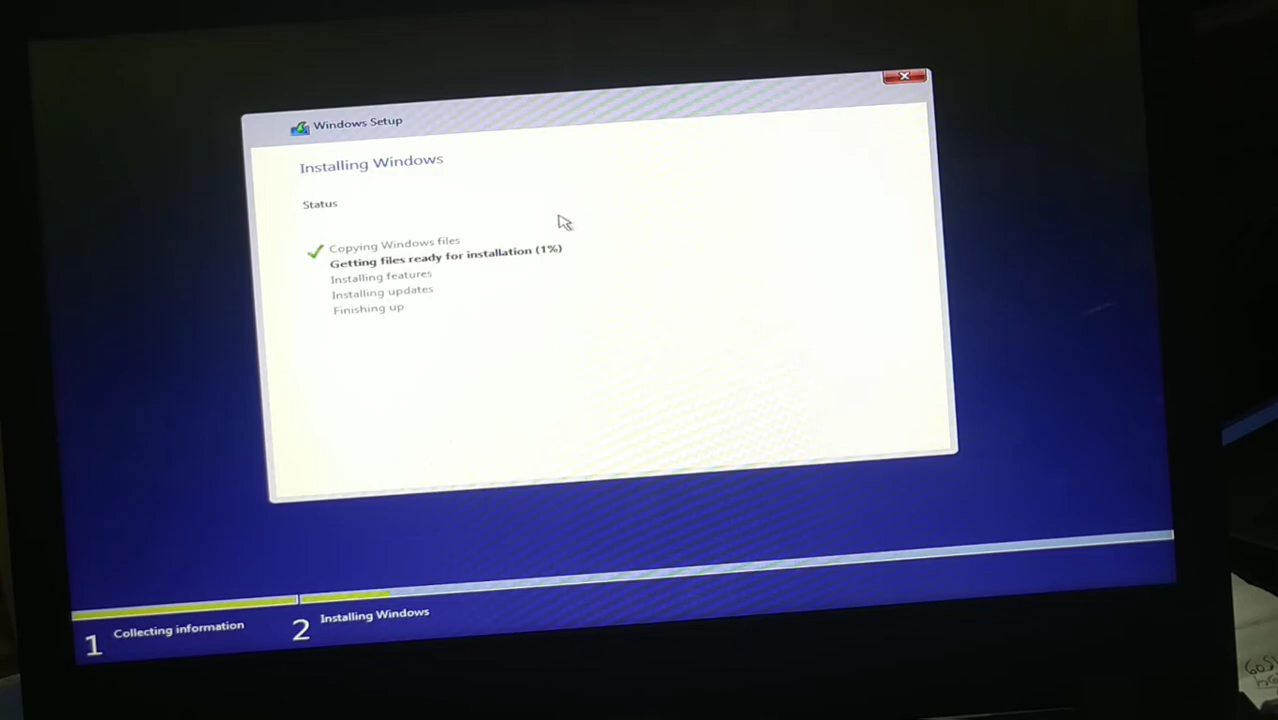 Windows Setup
Installing Windows
Status
Copying Windows files
Getting files ready for installation (1%)
Installing features
Installing updates
Finishing up
1 Collecting information
2 Installing Windows